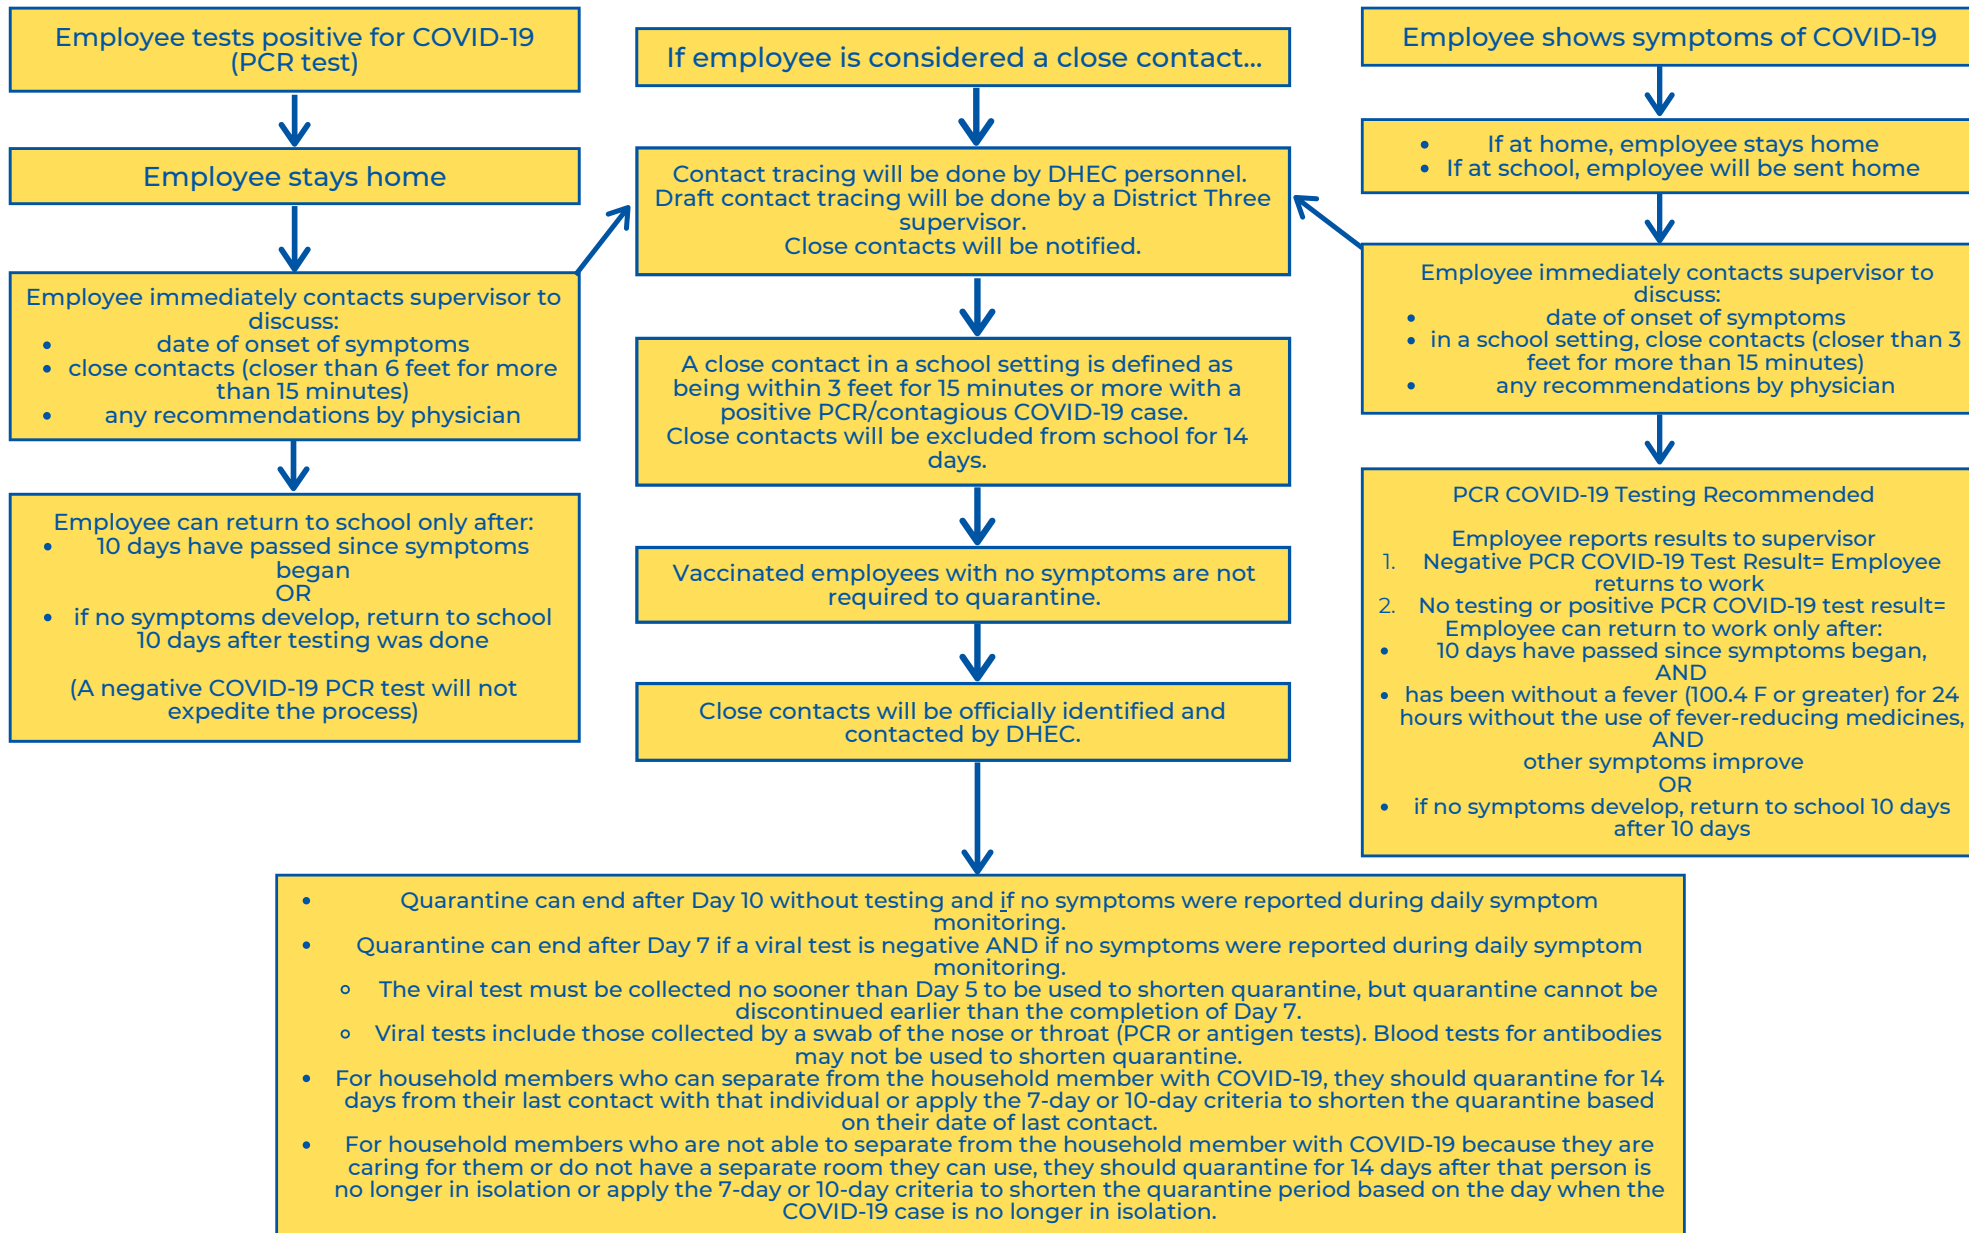 Employee tests positive for COVID-19
(PCR test)
Employee stays home
Employee immediately contacts supervisor to
discuss:
• date of onset of symptoms
• close contacts (closer than 6 feet for more
than 15 minutes)
• any recommendations by physician
Employee can return to school only after:
• 10 days have passed since symptoms
began
OR
• if no symptoms develop, return to school
10 days after testing was done
(A negative COVID-19 PCR test will not
expedite the process)
If employee is considered a close contact...
Contact tracing will be done by DHEC personnel.
Draft contact tracing will be done by a District Three
supervisor.
Close contacts will be notified.
A close contact in a school setting is defined as
being within 3 feet for 15 minutes or more with a
positive PCR/contagious COVID-19 case.
Close contacts will be excluded from school for 14
days.
Vaccinated employees with no symptoms are not
required to quarantine.
Close contacts will be officially identified and
contacted by DHEC.
Employee shows symptoms of COVID-19
• If at home, employee stays home
• If at school, employee will be sent home
Employee immediately contacts supervisor to
discuss:
• date of onset of symptoms
• in a school setting, close contacts (closer than 3
feet for more than 15 minutes)
• any recommendations by physician
PCR COVID-19 Testing Recommended
Employee reports results to supervisor
1. Negative PCR COVID-19 Test Result= Employee
returns to work
2. No testing or positive PCR COVID-19 test result=
Employee can return to work only after:
• 10 days have passed since symptoms began,
AND
• has been without a fever (100.4 F or greater) for 24
hours without the use of fever-reducing medicines,
AND
other symptoms improve
OR
• if no symptoms develop, return to school 10 days
after 10 days
• Quarantine can end after Day 10 without testing and if no symptoms were reported during daily symptom
monitoring.
• Quarantine can end after Day 7 if a viral test is negative AND if no symptoms were reported during daily symptom
monitoring.
◦ The viral test must be collected no sooner than Day 5 to be used to shorten quarantine, but quarantine cannot be
discontinued earlier than the completion of Day 7.
◦ Viral tests include those collected by a swab of the nose or throat (PCR or antigen tests). Blood tests for antibodies
may not be used to shorten quarantine.
• For household members who can separate from the household member with COVID-19, they should quarantine for 14
days from their last contact with that individual or apply the 7-day or 10-day criteria to shorten the quarantine based
on their date of last contact.
• For household members who are not able to separate from the household member with COVID-19 because they are
caring for them or do not have a separate room they can use, they should quarantine for 14 days after that person is
no longer in isolation or apply the 7-day or 10-day criteria to shorten the quarantine period based on the day when the
COVID-19 case is no longer in isolation.